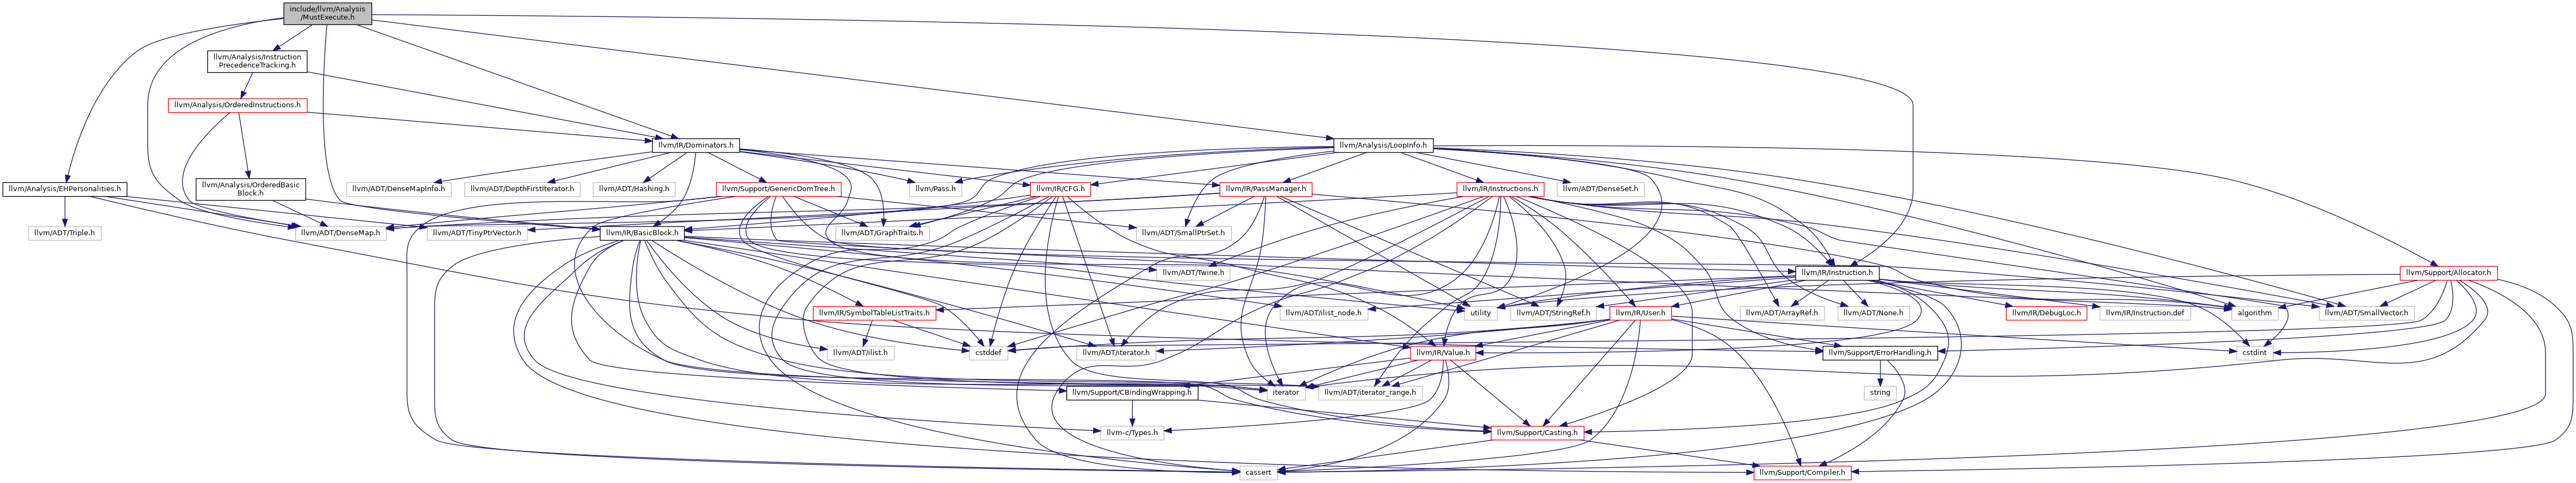 include/llvm/Analysis
/MustExecute.h
llvm/Analysis/Instruction
PrecedenceTracking.h
llvm/Analysis/OrderedInstructions.h
llvm/IR/Dominators.h
llvm/Analysis/LoopInfo.h
llvm/Analysis/EHPersonalities.h
llvm/Analysis/OrderedBasic
Block.h
llvm/ADT/DenseMapInfo.h
llvm/ADT/DepthFirstIterator.h
llvm/ADT/Hashing.h
llvm/Support/GenericDomTree.h
llvm/Pass.h
llvm/IR/CFG.h
llvm/IR/PassManager.h
llvm/IR/Instructions.h
llvm/ADT/DenseSet.h
llvm/ADT/Triple.h
llvm/ADT/DenseMap.h
llvm/ADT/TinyPtrVector.h
llvm/IR/BasicBlock.h
llvm/ADT/GraphTraits.h
llvm/ADT/SmallPtrSet.h
llvm/ADT/Twine.h
llvm/IR/Instruction.h
llvm/Support/Allocator.h
llvm/IR/SymbolTableListTraits.h
llvm/ADT/ilist_node.h
utility
llvm/ADT/StringRef.h
llvm/IR/User.h
llvm/ADT/ArrayRef.h
llvm/ADT/None.h
llvm/IR/DebugLoc.h
llvm/IR/Instruction.def
algorithm
llvm/ADT/SmallVector.h
llvm/ADT/ilist.h
cstddef
llvm/ADT/iterator.h
llvm/IR/Value.h
llvm/Support/ErrorHandling.h
cstdint
llvm/Support/CBindingWrapping.h
iterator
llvm/ADT/iterator_range.h
string
llvm-c/Types.h
llvm/Support/Casting.h
cassert
llvm/Support/Compiler.h